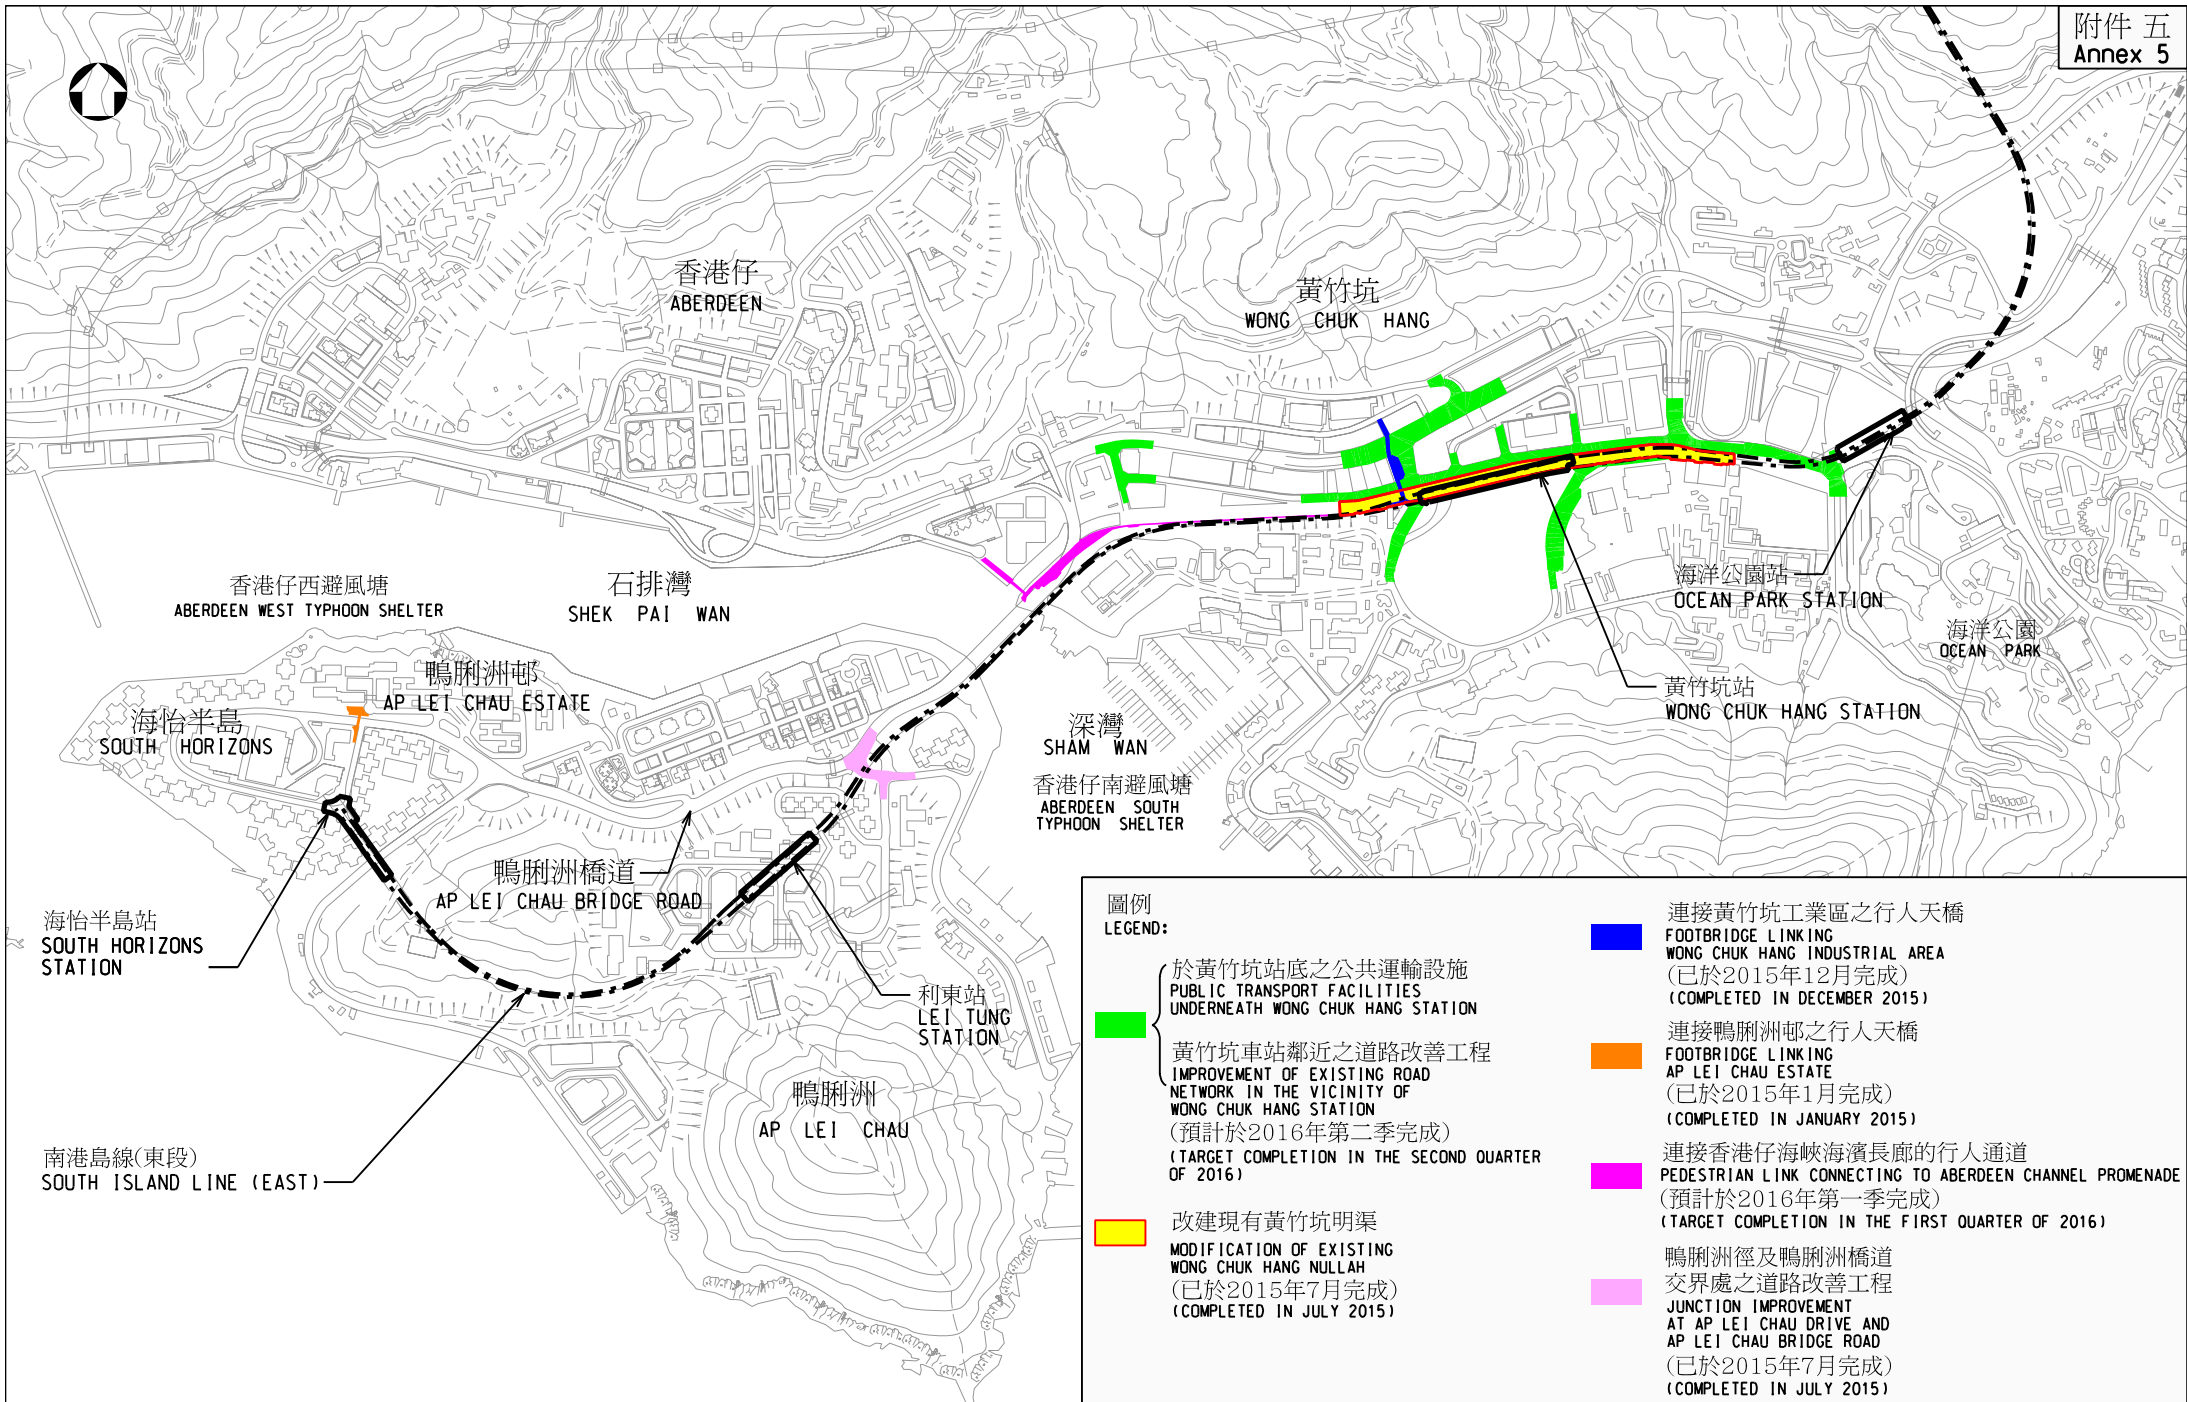 附件 五
Annex 5
香港仔
ABERDEEN
黃竹坑
WONG CHUK HANG
香港仔西避風塘
ABERDEEN WEST TYPHOON SHELTER
石排灣
SHEK PAI WAN
海洋公園站
OCEAN PARK STATION
海洋公園
OCEAN PARK
鴨脷洲邨
AP LEI CHAU ESTATE
海怡半島
SOUTH HORIZONS
黃竹坑站
WONG CHUK HANG STATION
深灣
SHAM WAN
香港仔南避風塘
ABERDEEN SOUTH
TYPHOON SHELTER
鴨脷洲橋道
AP LEI CHAU BRIDGE ROAD
海怡半島站
SOUTH HORIZONS
STATION
利東站
LEI TUNG
STATION
鴨脷洲
AP LEI CHAU
南港島線(東段)
SOUTH ISLAND LINE (EAST)
圖例
LEGEND:
於黃竹坑站底之公共運輸設施
PUBLIC TRANSPORT FACILITIES
UNDERNEATH WONG CHUK HANG STATION
黃竹坑車站鄰近之道路改善工程
IMPROVEMENT OF EXISTING ROAD
NETWORK IN THE VICINITY OF
WONG CHUK HANG STATION
(預計於2016年第二季完成)
(TARGET COMPLETION IN THE SECOND QUARTER
OF 2016)
改建現有黃竹坑明渠
MODIFICATION OF EXISTING
WONG CHUK HANG NULLAH
(已於2015年7月完成)
(COMPLETED IN JULY 2015)
連接黃竹坑工業區之行人天橋
FOOTBRIDGE LINKING
WONG CHUK HANG INDUSTRIAL AREA
(已於2015年12月完成)
(COMPLETED IN DECEMBER 2015)
連接鴨脷洲邨之行人天橋
FOOTBRIDGE LINKING
AP LEI CHAU ESTATE
(已於2015年1月完成)
(COMPLETED IN JANUARY 2015)
連接香港仔海峽海濱長廊的行人通道
PEDESTRIAN LINK CONNECTING TO ABERDEEN CHANNEL PROMENADE
(預計於2016年第一季完成)
(TARGET COMPLETION IN THE FIRST QUARTER OF 2016)
鴨脷洲徑及鴨脷洲橋道
交界處之道路改善工程
JUNCTION IMPROVEMENT
AT AP LEI CHAU DRIVE AND
AP LEI CHAU BRIDGE ROAD
(已於2015年7月完成)
(COMPLETED IN JULY 2015)